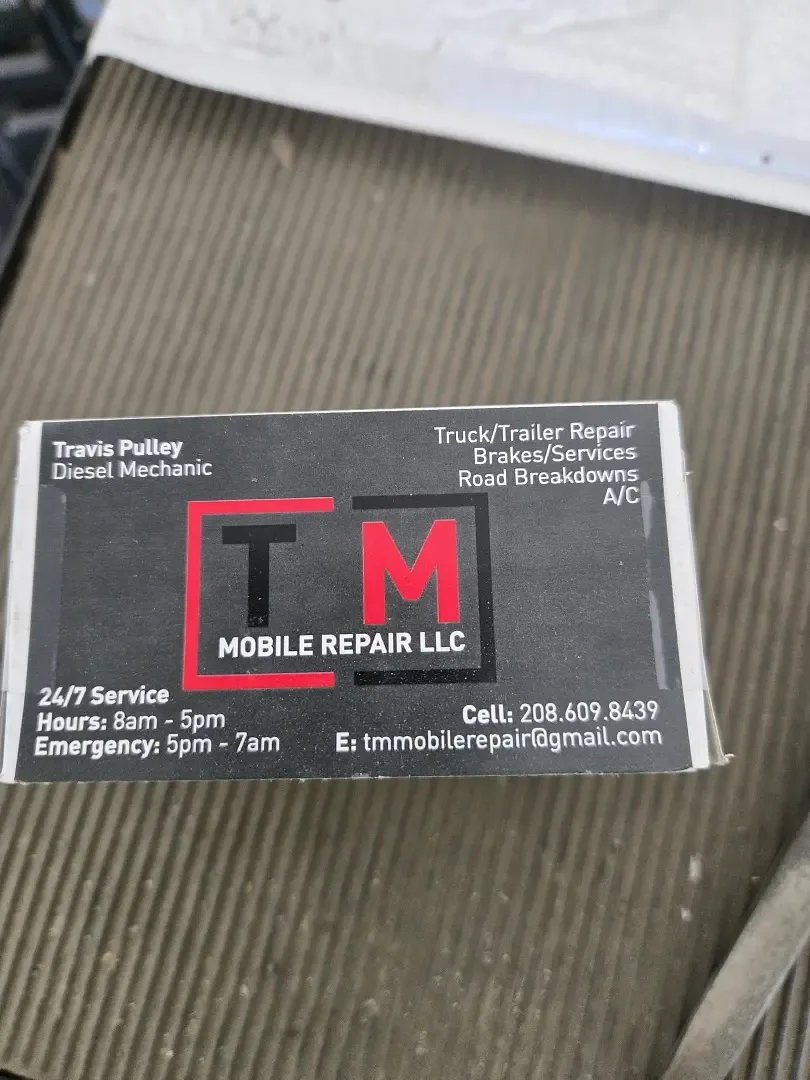 Travis Pulley
Diesel Mechanic
Truck/Trailer Repair
Brakes/Services
Road Breakdowns
A/C
T M
MOBILE REPAIR LLC
24/7 Service
Hours: 8am - 5pm
Emergency: 5pm - 7am
Cell: 208.609.8439
E: tmmobilerepair@gmail.com